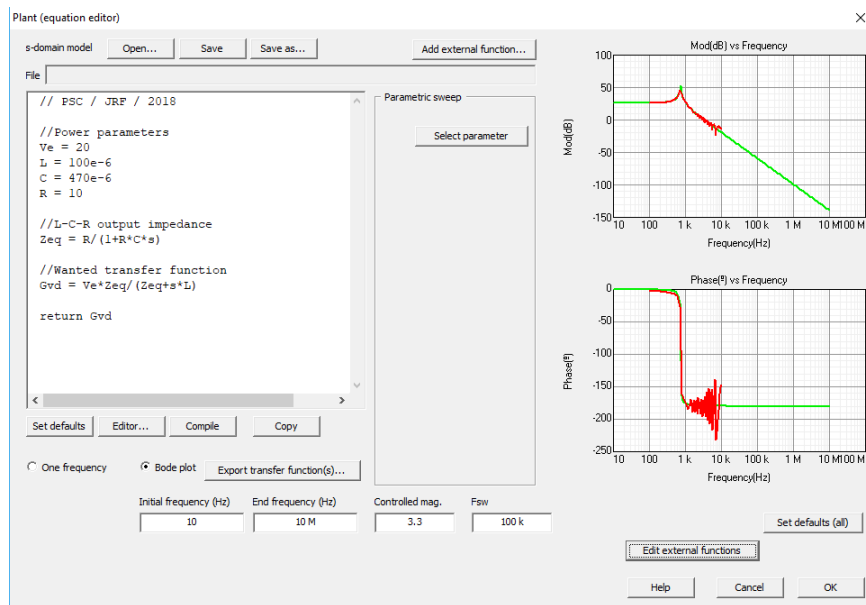 Plant (equation editor)
s-domain model Open... Save Save as... Add external function...
File
// PSC / JRF / 2018
//Power parameters
Ve = 20
L = 100e-6
C = 470e-6
R = 10
//L-C-R output impedance
Zeq = R/(1+R*C*s)
//Wanted transfer function
Gvd = Ve*Zeq/(Zeq+s*L)
return Gvd
Parametric sweep
Select parameter
Set defaults Editor... Compile Copy
One frequency Bode plot Export transfer function(s)...
Initial frequency (Hz) End frequency (Hz) Controlled mag. Fsw
10 10 M 3.3 100 k
Mod(dB) vs Frequency
Mod(dB)
100
50
0
-50
-100
-150
10 100 1 k 10 k 100 k 1 M 10 M 100 M
Frequency(Hz)
Phase(º) vs Frequency
Phase(º)
0
-50
-100
-150
-200
-250
10 100 1 k 10 k 100 k 1 M 10 M 100 M
Frequency(Hz)
Set defaults (all)
Edit external functions
Help Cancel OK